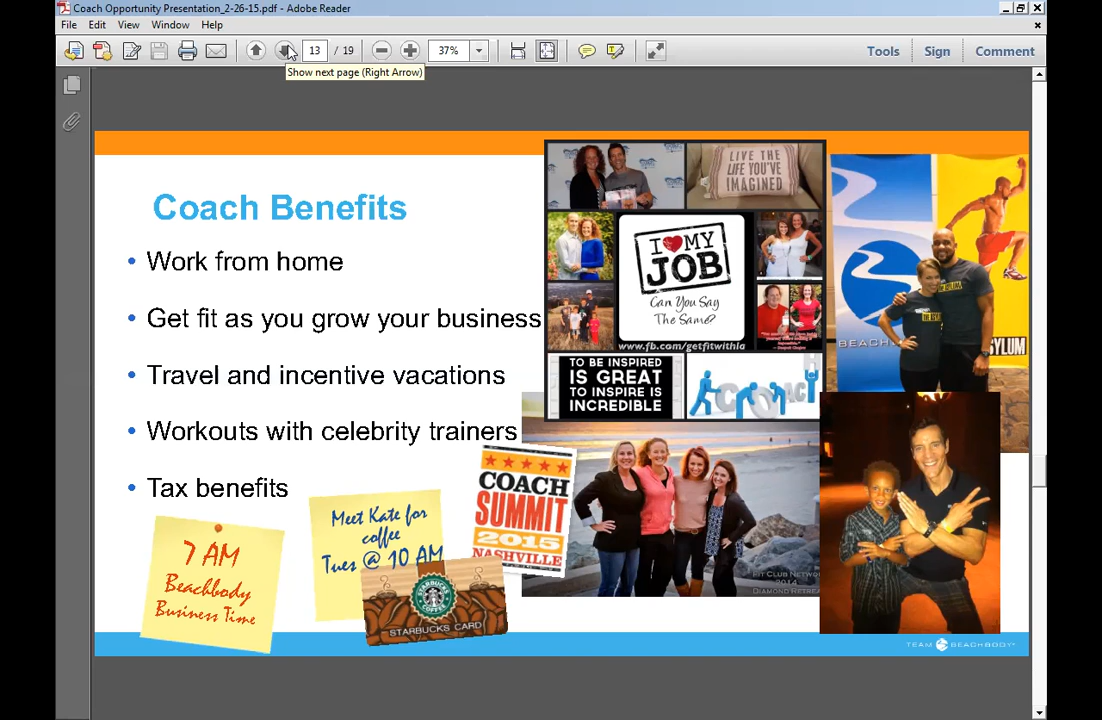 Coach Opportunity Presentation_2-26-15.pdf - Adobe Reader
File Edit View Window Help
13 / 19 37% Tools Sign Comment
Show next page (Right Arrow)
Coach Benefits
• Work from home
• Get fit as you grow your business
• Travel and incentive vacations
• Workouts with celebrity trainers
• Tax benefits
LIVE THE
LIFE YOU'VE
IMAGINED
I MY
JOB
Can You Say
The Same?
www.fb.com/getfitwithla
TO BE INSPIRED
IS GREAT
TO INSPIRE IS
INCREDIBLE
COACH
BEACH
YLUM
COACH
SUMMIT
2015
NASHVILLE
7 AM
Beachbody
Business Time
Meet Kate for
coffee
Tues @ 10 AM
STARBUCKS COFFEE
STARBUCKS CARD
TEAM BEACHBODY